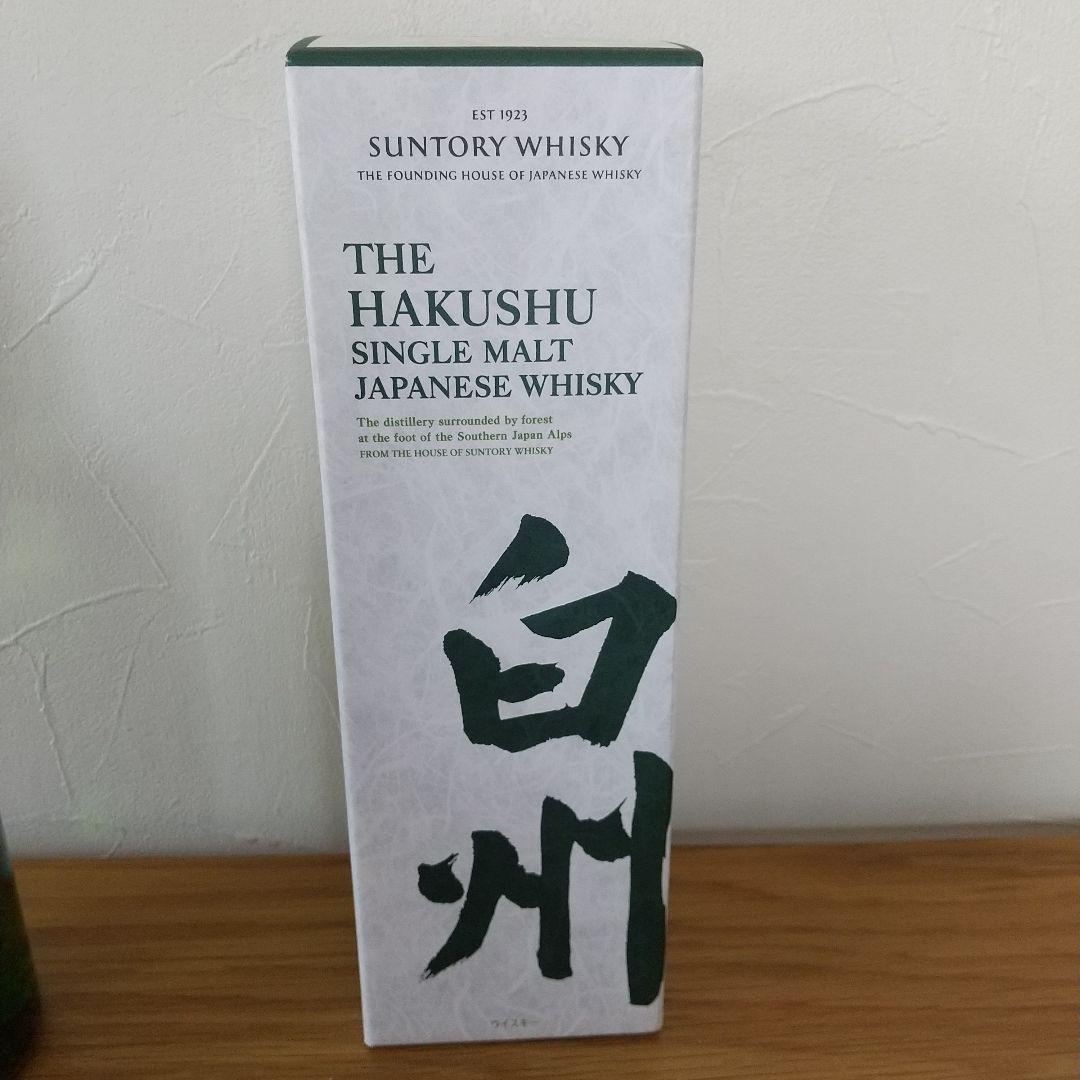 EST 1923
SUNTORY WHISKY
THE FOUNDING HOUSE OF JAPANESE WHISKY
THE
HAKUSHU
SINGLE MALT
JAPANESE WHISKY
The distillery surrounded by forest
at the foot of the Southern Japan Alps
FROM THE HOUSE OF SUNTORY WHISKY
白州
ウイスキー